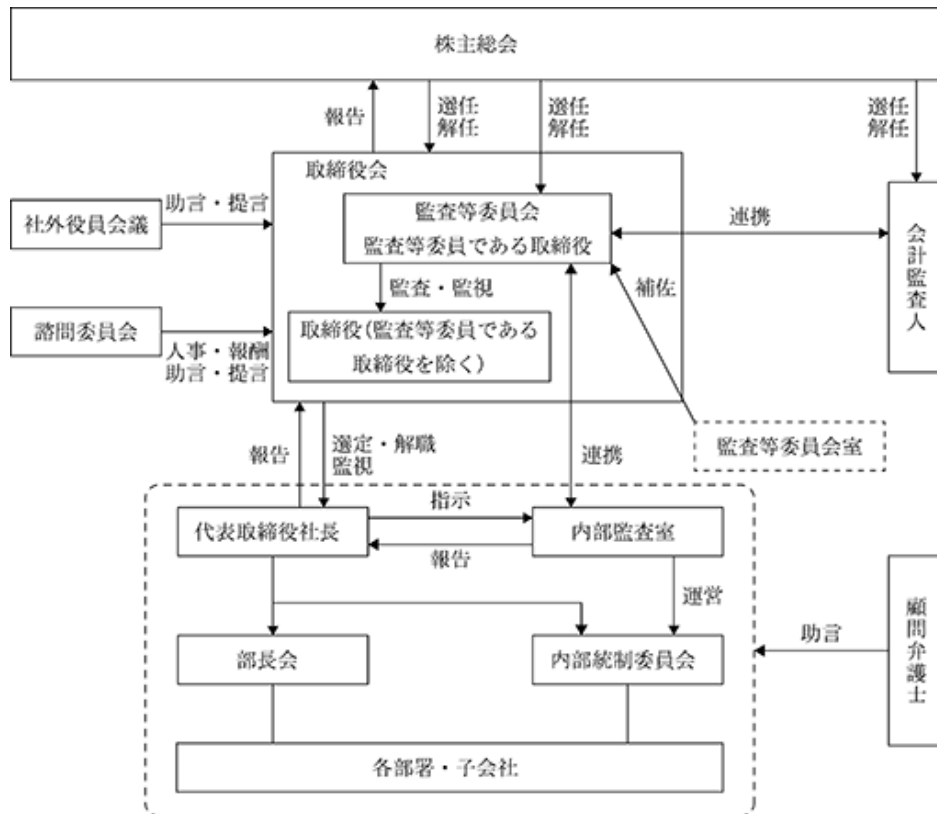 株主総会
報告
選任
解任
選任
解任
選任
解任
取締役会
社外役員会議
助言・提言
監査等委員会
監査等委員である取締役
連携
会計監査人
監査・監視
補佐
諮問委員会
人事・報酬
助言・提言
取締役(監査等委員である
取締役を除く)
監査等委員会室
報告
選定・解職
監視
連携
代表取締役社長
指示
報告
内部監査室
運営
部長会
内部統制委員会
助言
顧問弁護士
各部署・子会社